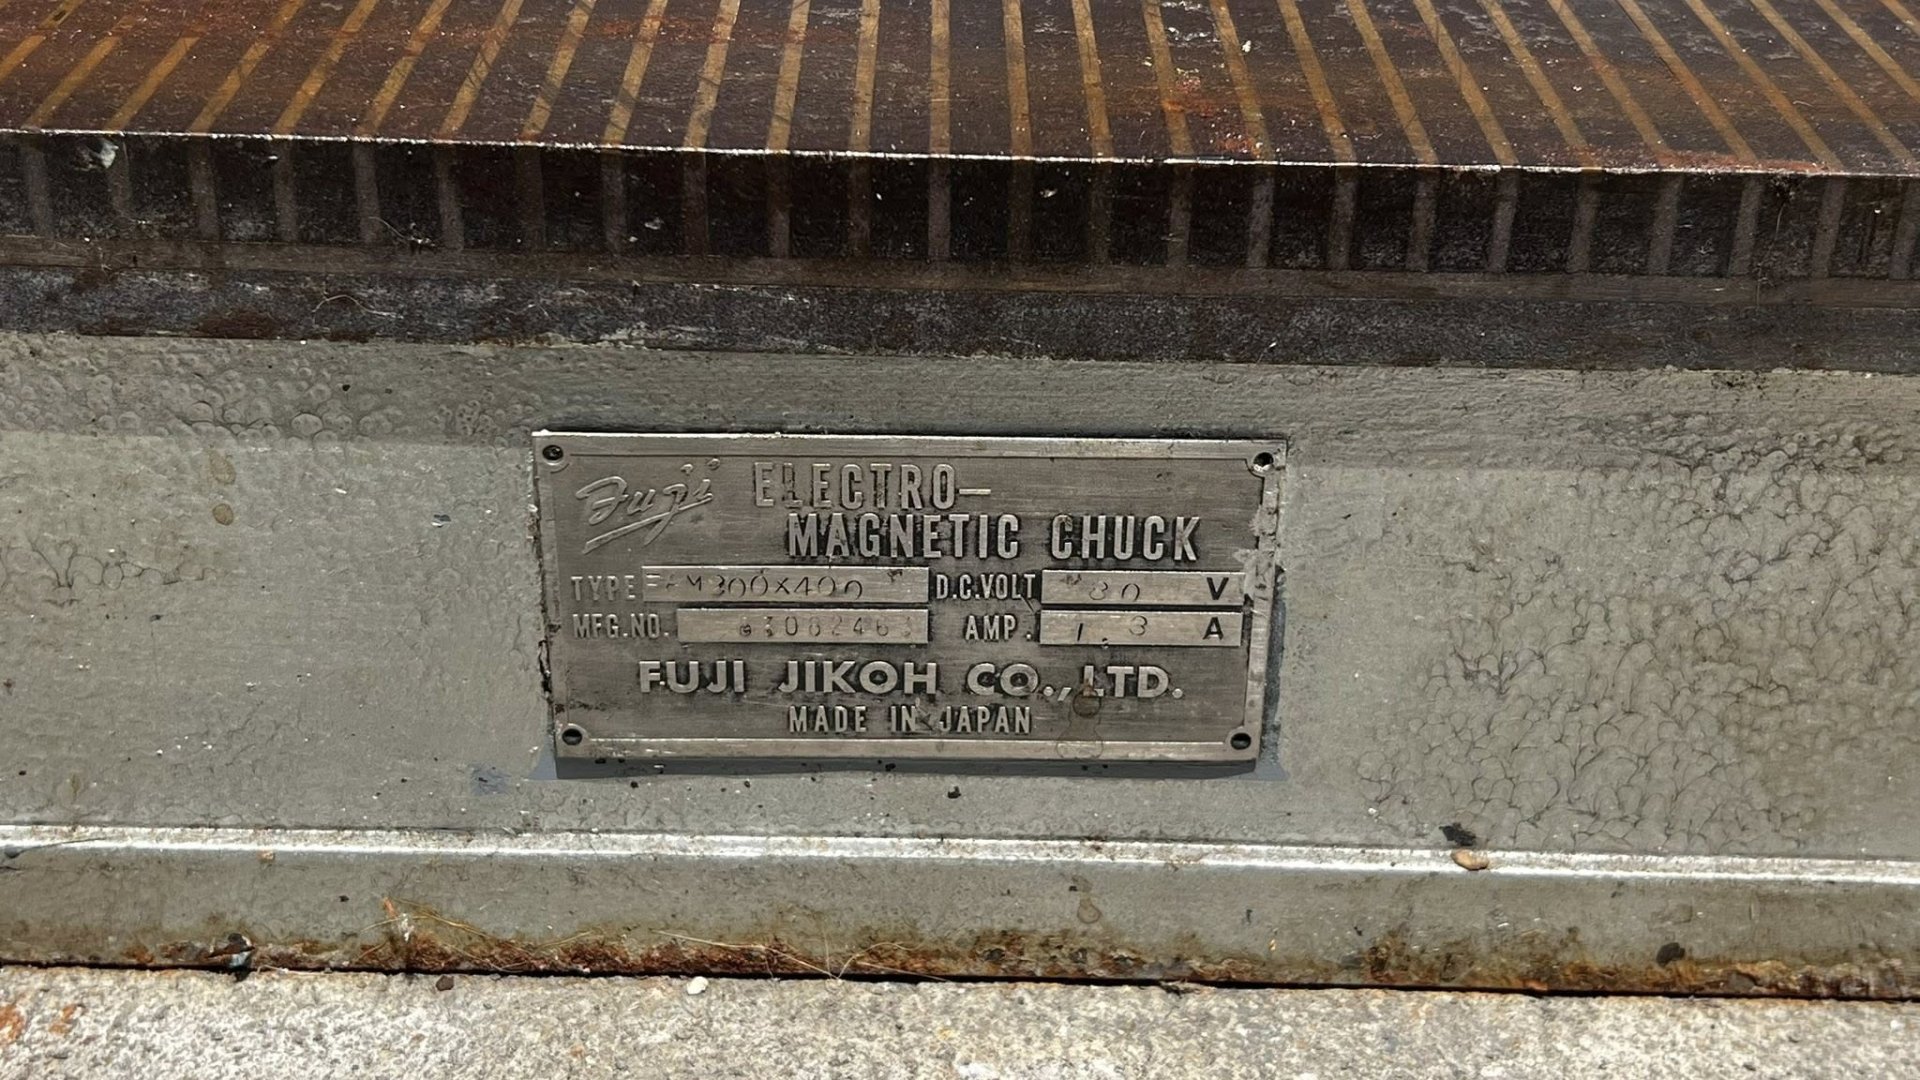 Fuji ELECTRO-
MAGNETIC CHUCK
TYPE 300X400 D.C.VOLT 80 V
MFG.NO. AMP. 1.3 A
FUJI JIKOH CO.,LTD.
MADE IN JAPAN